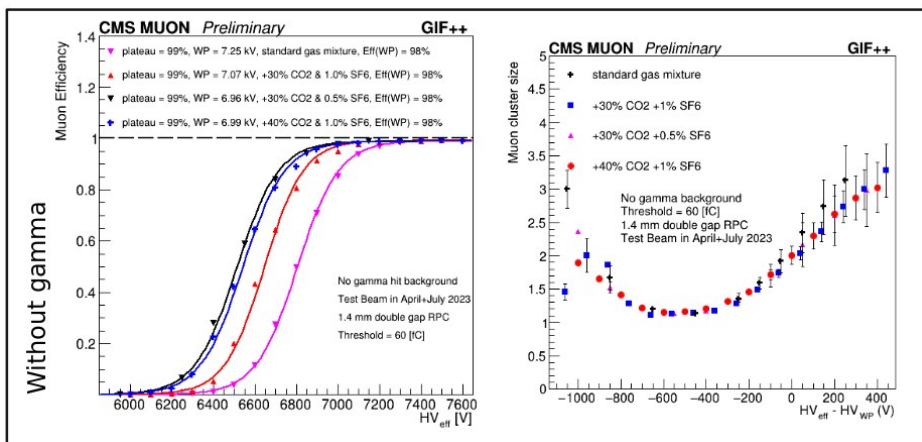 Without gamma
CMS MUON Preliminary GIF++
plateau = 99%, WP = 7.25 kV, standard gas mixture, Eff(WP) = 98%
plateau = 99%, WP = 7.07 kV, +30% CO2 & 1.0% SF6, Eff(WP) = 98%
plateau = 99%, WP = 6.96 kV, +30% CO2 & 0.5% SF6, Eff(WP) = 98%
plateau = 99%, WP = 6.99 kV, +40% CO2 & 1.0% SF6, Eff(WP) = 98%
Muon Efficiency
1.4
1.2
1
0.8
0.6
0.4
0.2
No gamma hit background
Test Beam in April+July 2023
1.4 mm double gap RPC
Threshold = 60 [fC]
6000 6200 6400 6600 6800 7000 7200 7400 7600
HVeff [V]
CMS MUON Preliminary GIF++
Muon cluster size
5
4.5
4
3.5
3
2.5
2
1.5
1
0.5
0
standard gas mixture
+30% CO2 +1% SF6
+30% CO2 +0.5% SF6
+40% CO2 +1% SF6
No gamma background
Threshold = 60 [fC]
1.4 mm double gap RPC
Test Beam in April+July 2023
−1000 −800 −600 −400 −200 0 200 400
HVeff - HVWP (V)